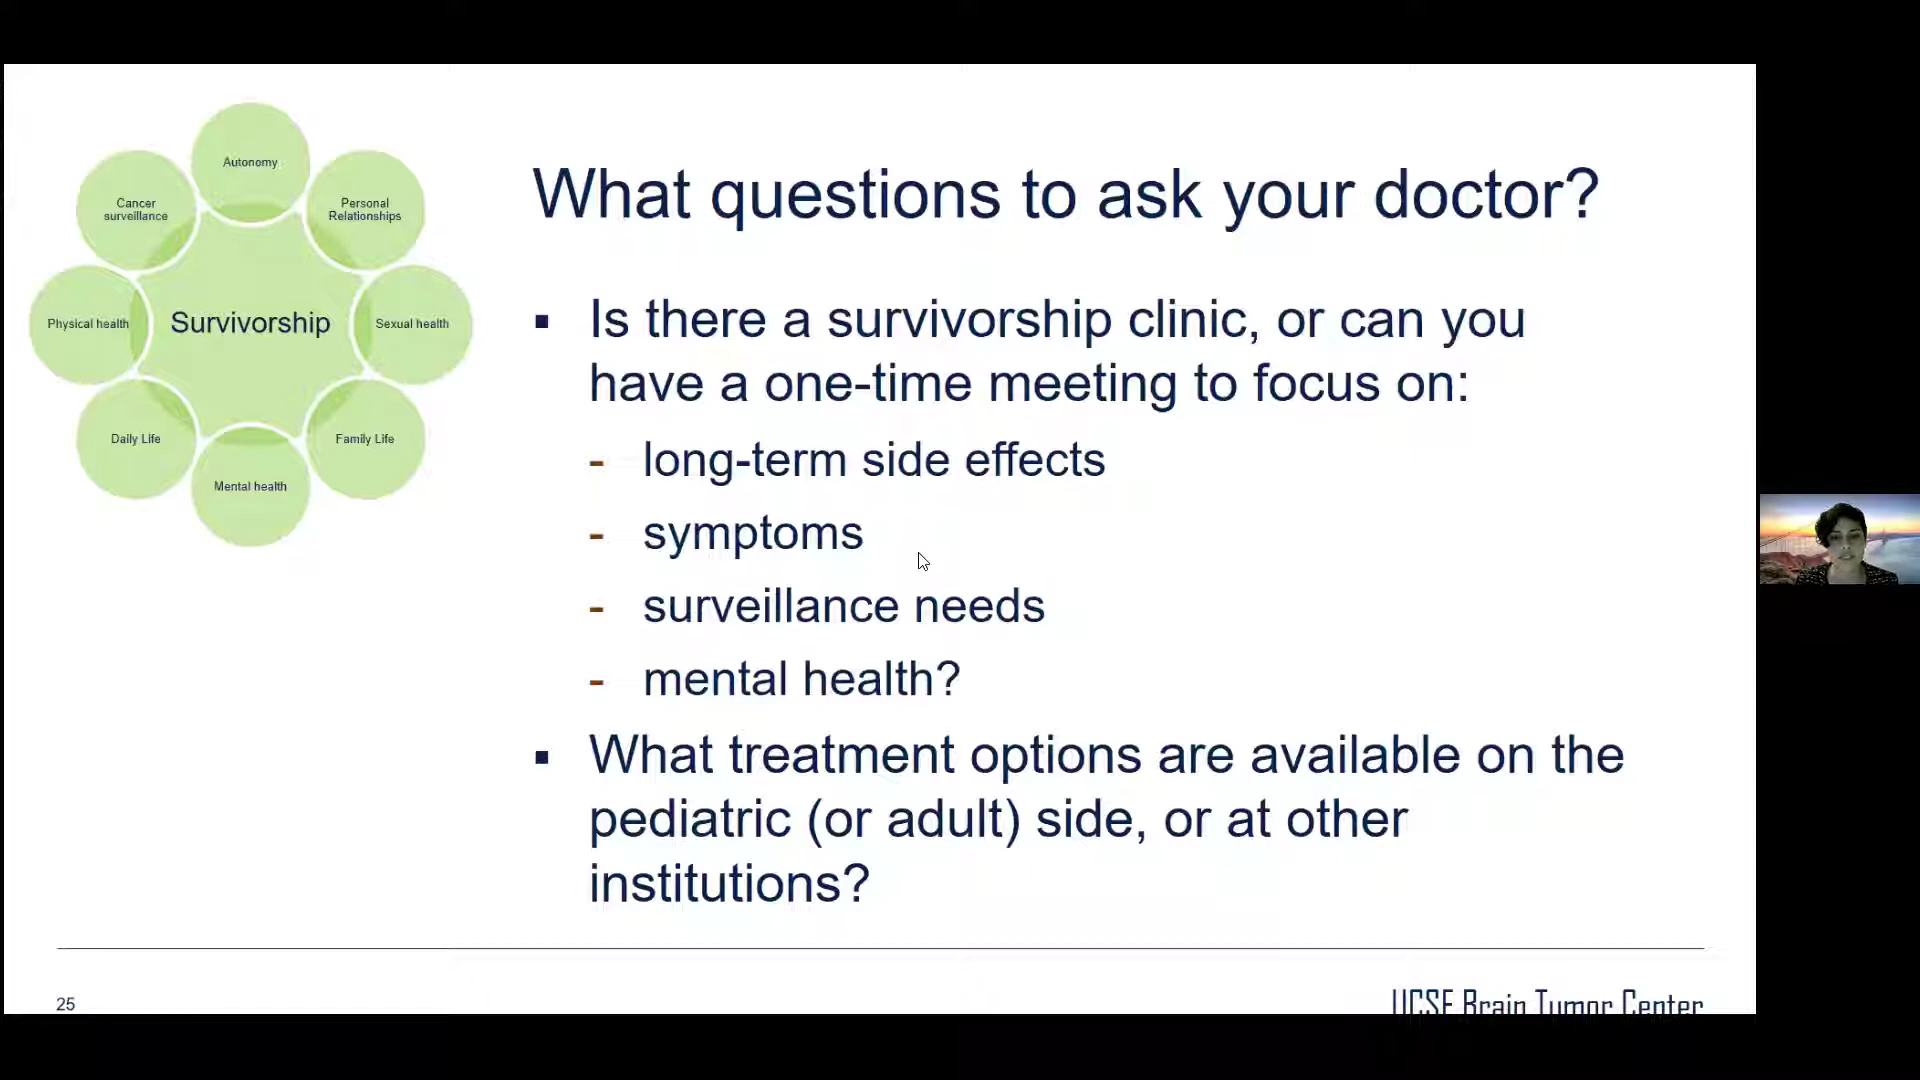 Autonomy
Cancer
surveillance
Personal
Relationships
Physical health
Survivorship
Sexual health
Daily Life
Family Life
Mental health
What questions to ask your doctor?
▪ Is there a survivorship clinic, or can you
have a one-time meeting to focus on:
- long-term side effects
- symptoms
- surveillance needs
- mental health?
▪ What treatment options are available on the
pediatric (or adult) side, or at other
institutions?
25
UCSF Brain Tumor Center